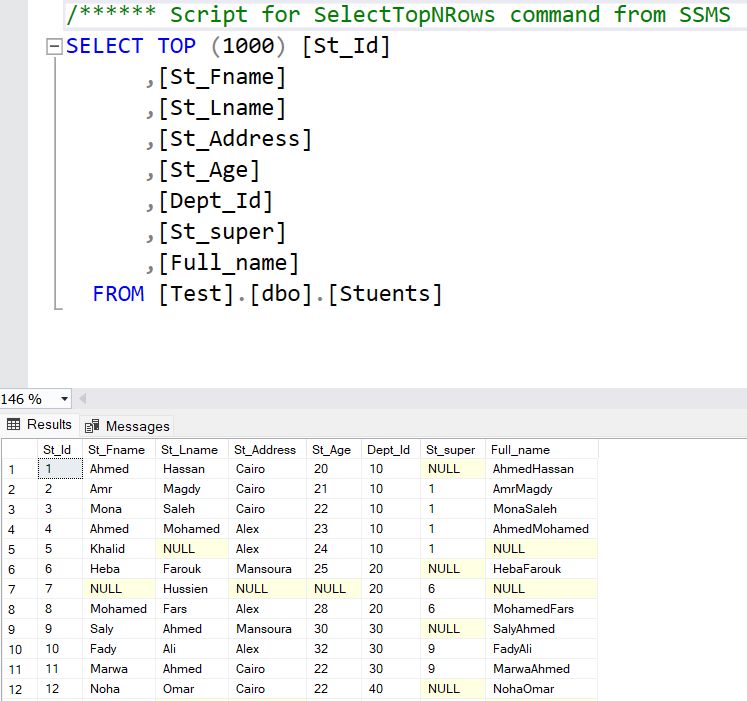 /****** Script for SelectTopNRows command from SSMS
SELECT TOP (1000) [St_Id]
,[St_Fname]
,[St_Lname]
,[St_Address]
,[St_Age]
,[Dept_Id]
,[St_super]
,[Full_name]
FROM [Test].[dbo].[Stuents]
146 %
Results Messages
St_Id St_Fname St_Lname St_Address St_Age Dept_Id St_super Full_name
1 1 Ahmed Hassan Cairo 20 10 NULL AhmedHassan
2 2 Amr Magdy Cairo 21 10 1 AmrMagdy
3 3 Mona Saleh Cairo 22 10 1 MonaSaleh
4 4 Ahmed Mohamed Alex 23 10 1 AhmedMohamed
5 5 Khalid NULL Alex 24 10 1 NULL
6 6 Heba Farouk Mansoura 25 20 NULL HebaFarouk
7 7 NULL Hussien NULL NULL 20 6 NULL
8 8 Mohamed Fars Alex 28 20 6 MohamedFars
9 9 Saly Ahmed Mansoura 30 30 NULL SalyAhmed
10 10 Fady Ali Alex 32 30 9 FadyAli
11 11 Marwa Ahmed Cairo 22 30 9 MarwaAhmed
12 12 Noha Omar Cairo 22 40 NULL NohaOmar